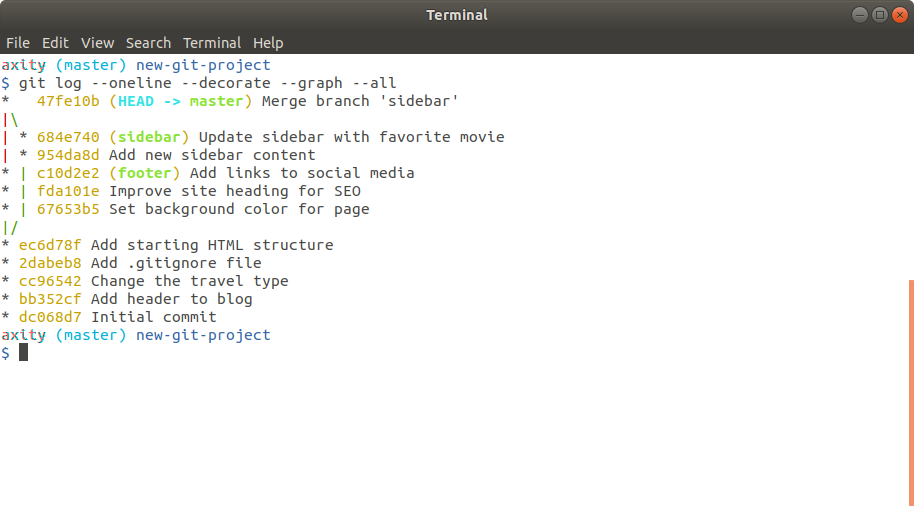 Terminal
File Edit View Search Terminal Help
axity (master) new-git-project
$ git log --oneline --decorate --graph --all
*   47fe10b (HEAD -> master) Merge branch 'sidebar'
|\
| * 684e740 (sidebar) Update sidebar with favorite movie
| * 954da8d Add new sidebar content
* | c10d2e2 (footer) Add links to social media
* | fda101e Improve site heading for SEO
* | 67653b5 Set background color for page
|/
* ec6d78f Add starting HTML structure
* 2dabeb8 Add .gitignore file
* cc96542 Change the travel type
* bb352cf Add header to blog
* dc068d7 Initial commit
axity (master) new-git-project
$